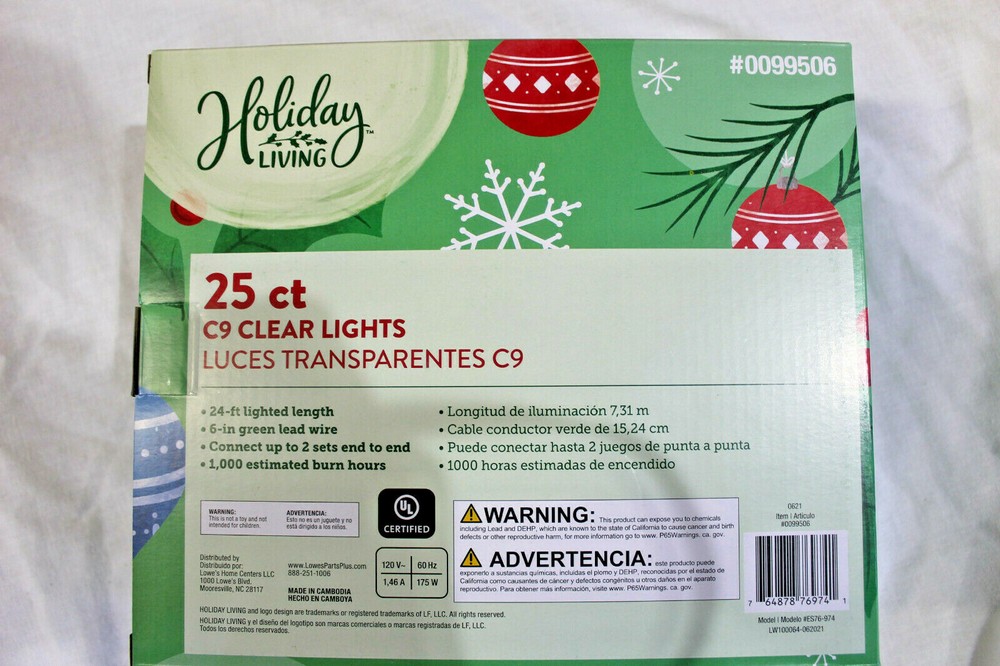 Holiday™
LIVING
#0099506
25 ct
C9 CLEAR LIGHTS
LUCES TRANSPARENTES C9
• 24-ft lighted length
• 6-in green lead wire
• Connect up to 2 sets end to end
• 1,000 estimated burn hours
• Longitud de iluminación 7,31 m
• Cable conductor verde de 15,24 cm
• Puede conectar hasta 2 juegos de punta a punta
• 1000 horas estimadas de encendido
WARNING:
This is not a toy and not
intended for children.
ADVERTENCIA:
Esto no es un juguete y no
está dirigido a los niños.
UL
CERTIFIED
WARNING: This product can expose you to chemicals
including Lead and DEHP, which are known to the state of California to cause cancer and birth
defects or other reproductive harm, for more information go to www. P65Warnings. ca. gov.
ADVERTENCIA: este producto puede
exponerlo a sustancias químicas, incluidas el plomo y DEHP, reconocidas por el estado de
California como causantes de cáncer y defectos congénitos u otros daños en el aparato
reproductivo. Para obtener más información, visite www. P65Warnings. ca. gov.
0621
Item | Artículo
#0099506
Distributed by
Distribuido por:
Lowe's Home Centers LLC
1000 Lowe's Blvd.
Mooresville, NC 28117
www.LowesPartsPlus.com
888-251-1006
MADE IN CAMBODIA
HECHO EN CAMBOYA
120 V~ 60 Hz
1,46 A 175 W
7 64878 76974 1
Model | Modelo #ES76-974
LW100064-062021
HOLIDAY LIVING and logo design are trademarks or registered trademarks of LF, LLC. All rights reserved.
HOLIDAY LIVING y el diseño del logotipo son marcas comerciales o marcas registradas de LF, LLC.
Todos los derechos reservados.